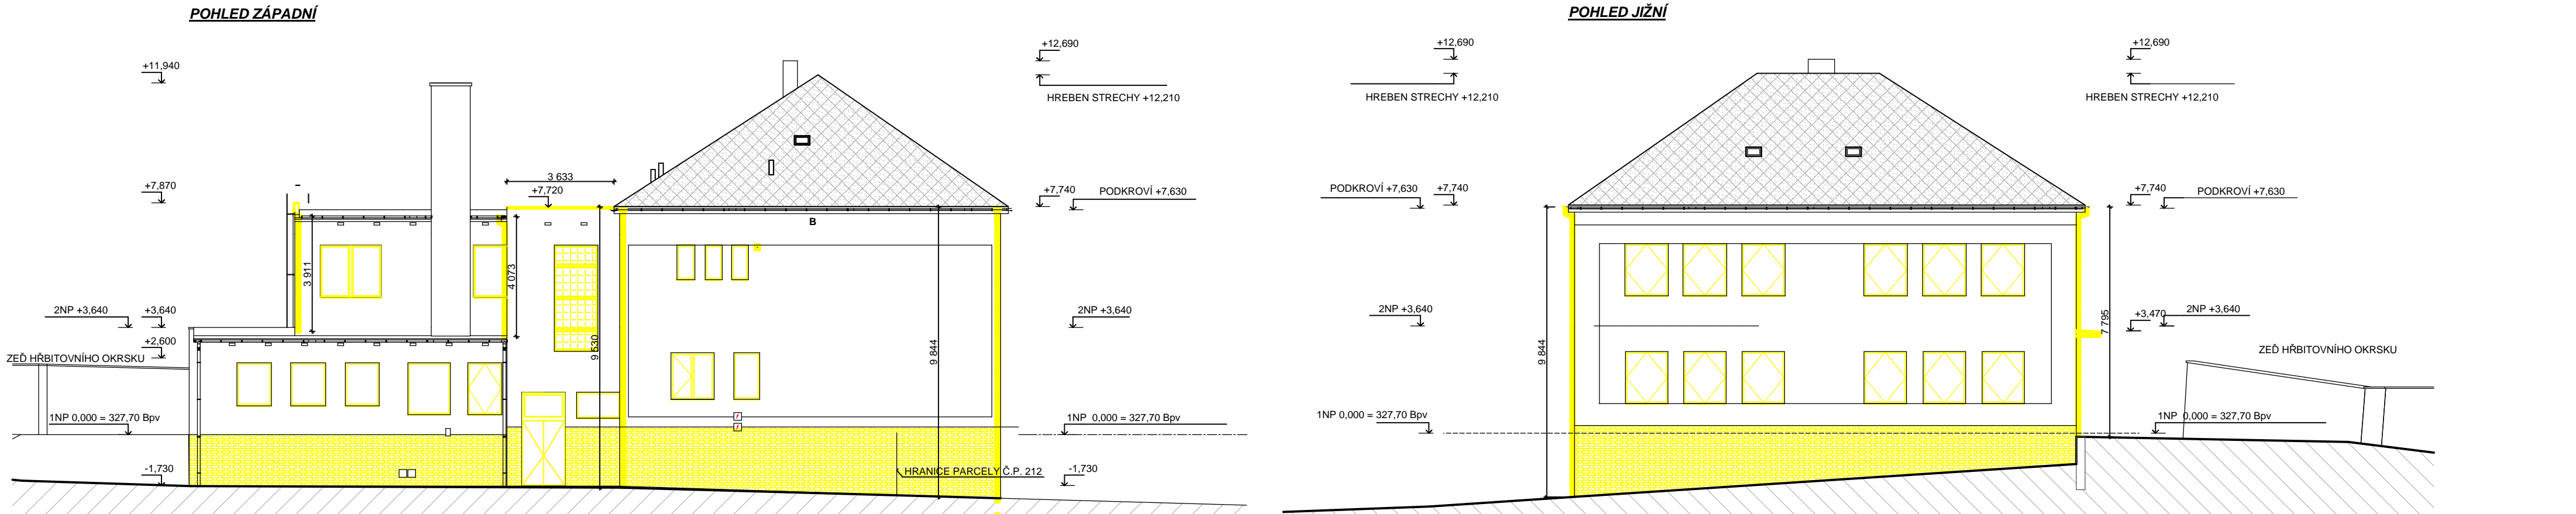 POHLED ZÁPADNÍ
POHLED JIŽNÍ
+12,690
+11,940
HREBEN STRECHY +12,210
+7,870
3 633
+7,720
+7,740
PODKROVÍ +7,630
B
3 911
4 073
9 530
9 844
2NP +3,640
+3,640
+2,600
ZEĎ HŘBITOVNÍHO OKRSKU
2NP +3,640
1NP 0,000 = 327,70 Bpv
1NP 0,000 = 327,70 Bpv
-1,730
HRANICE PARCELY Č.P. 212
-1,730
+12,690
HREBEN STRECHY +12,210
+12,690
HREBEN STRECHY +12,210
PODKROVÍ +7,630
+7,740
+7,740
PODKROVÍ +7,630
2NP +3,640
9 844
7 795
+3,470
2NP +3,640
ZEĎ HŘBITOVNÍHO OKRSKU
1NP 0,000 = 327,70 Bpv
1NP 0,000 = 327,70 Bpv